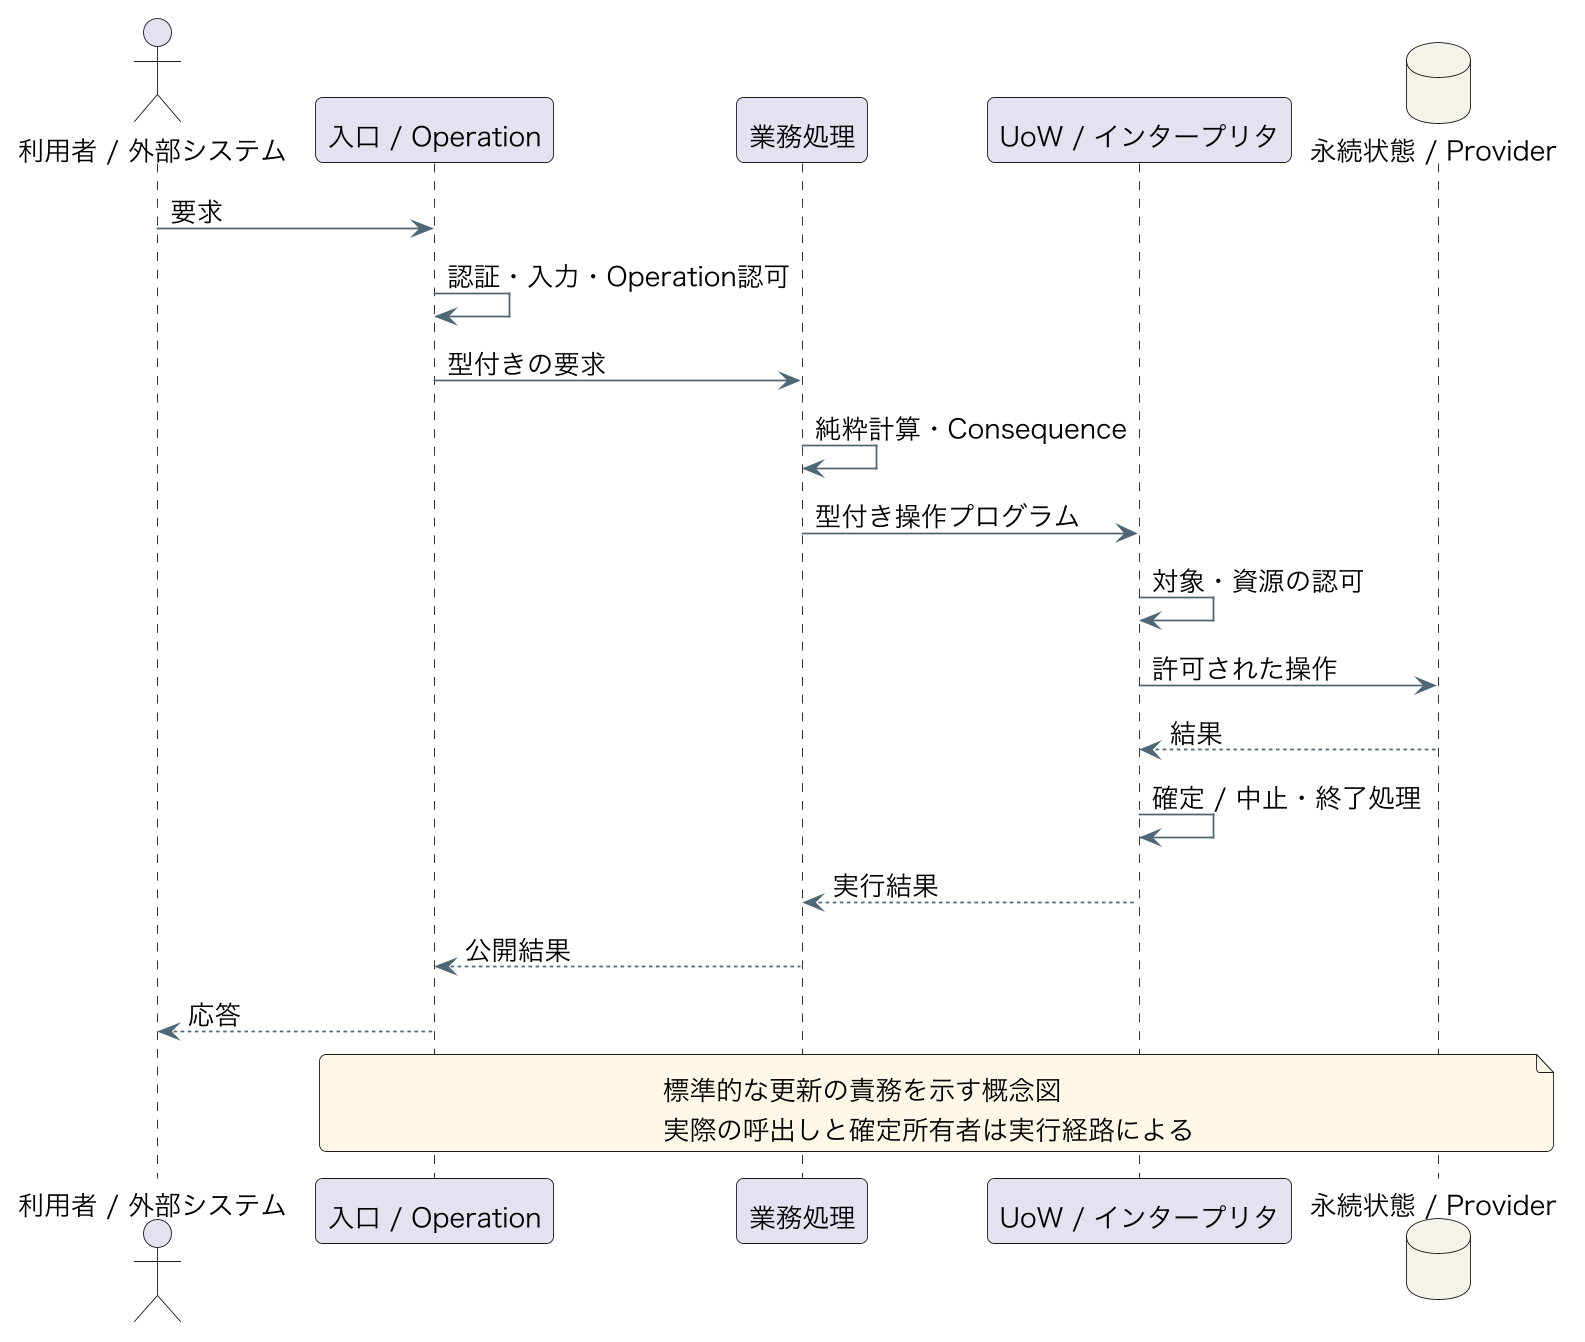 利用者 / 外部システム
入口 / Operation
業務処理
UoW / インタープリタ
永続状態 / Provider
要求
認証・入力・Operation認可
型付きの要求
純粋計算・Consequence
型付き操作プログラム
対象・資源の認可
許可された操作
結果
確定 / 中止・終了処理
実行結果
公開結果
応答
標準的な更新の責務を示す概念図
実際の呼出しと確定所有者は実行経路による
利用者 / 外部システム
入口 / Operation
業務処理
UoW / インタープリタ
永続状態 / Provider